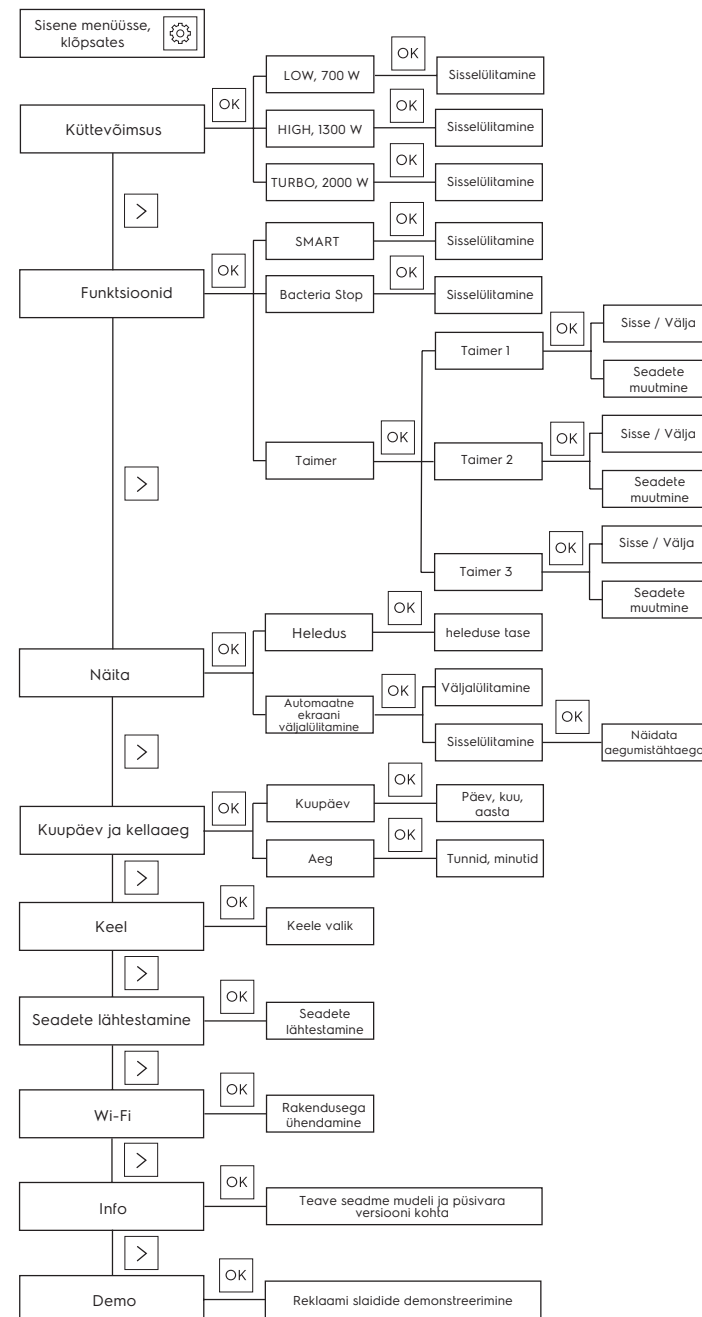 Sisene menüüsse,
klõpsates
Küttevõimsus
OK
LOW, 700 W
OK
Sisselülitamine
HIGH, 1300 W
OK
Sisselülitamine
TURBO, 2000 W
OK
Sisselülitamine
>
Funktsioonid
OK
SMART
OK
Sisselülitamine
Bacteria Stop
OK
Sisselülitamine
Taimer
OK
Taimer 1
OK
Sisse / Välja
Seadete
muutmine
Taimer 2
OK
Sisse / Välja
Seadete
muutmine
Taimer 3
OK
Sisse / Välja
Seadete
muutmine
>
Näita
OK
Heledus
OK
heleduse tase
Automaatne
ekraani
väljalülitamine
OK
Väljalülitamine
Sisselülitamine
OK
Näidata
aegumistähtaega
>
Kuupäev ja kellaaeg
OK
Kuupäev
OK
Päev, kuu,
aasta
Aeg
OK
Tunnid, minutid
>
Keel
OK
Keele valik
>
Seadete lähtestamine
OK
Seadete
lähtestamine
>
Wi-Fi
OK
Rakendusega
ühendamine
>
Info
OK
Teave seadme mudeli ja püsivara
versiooni kohta
>
Demo
OK
Reklaami slaidide demonstreerimine